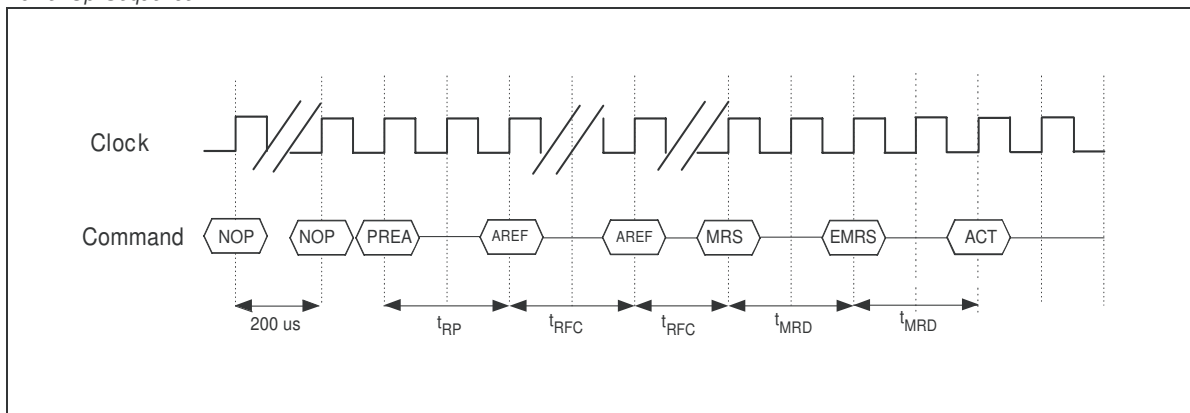 Clock
Command
NOP NOP PREA AREF AREF MRS EMRS ACT
200 us tRP tRFC tRFC tMRD tMRD